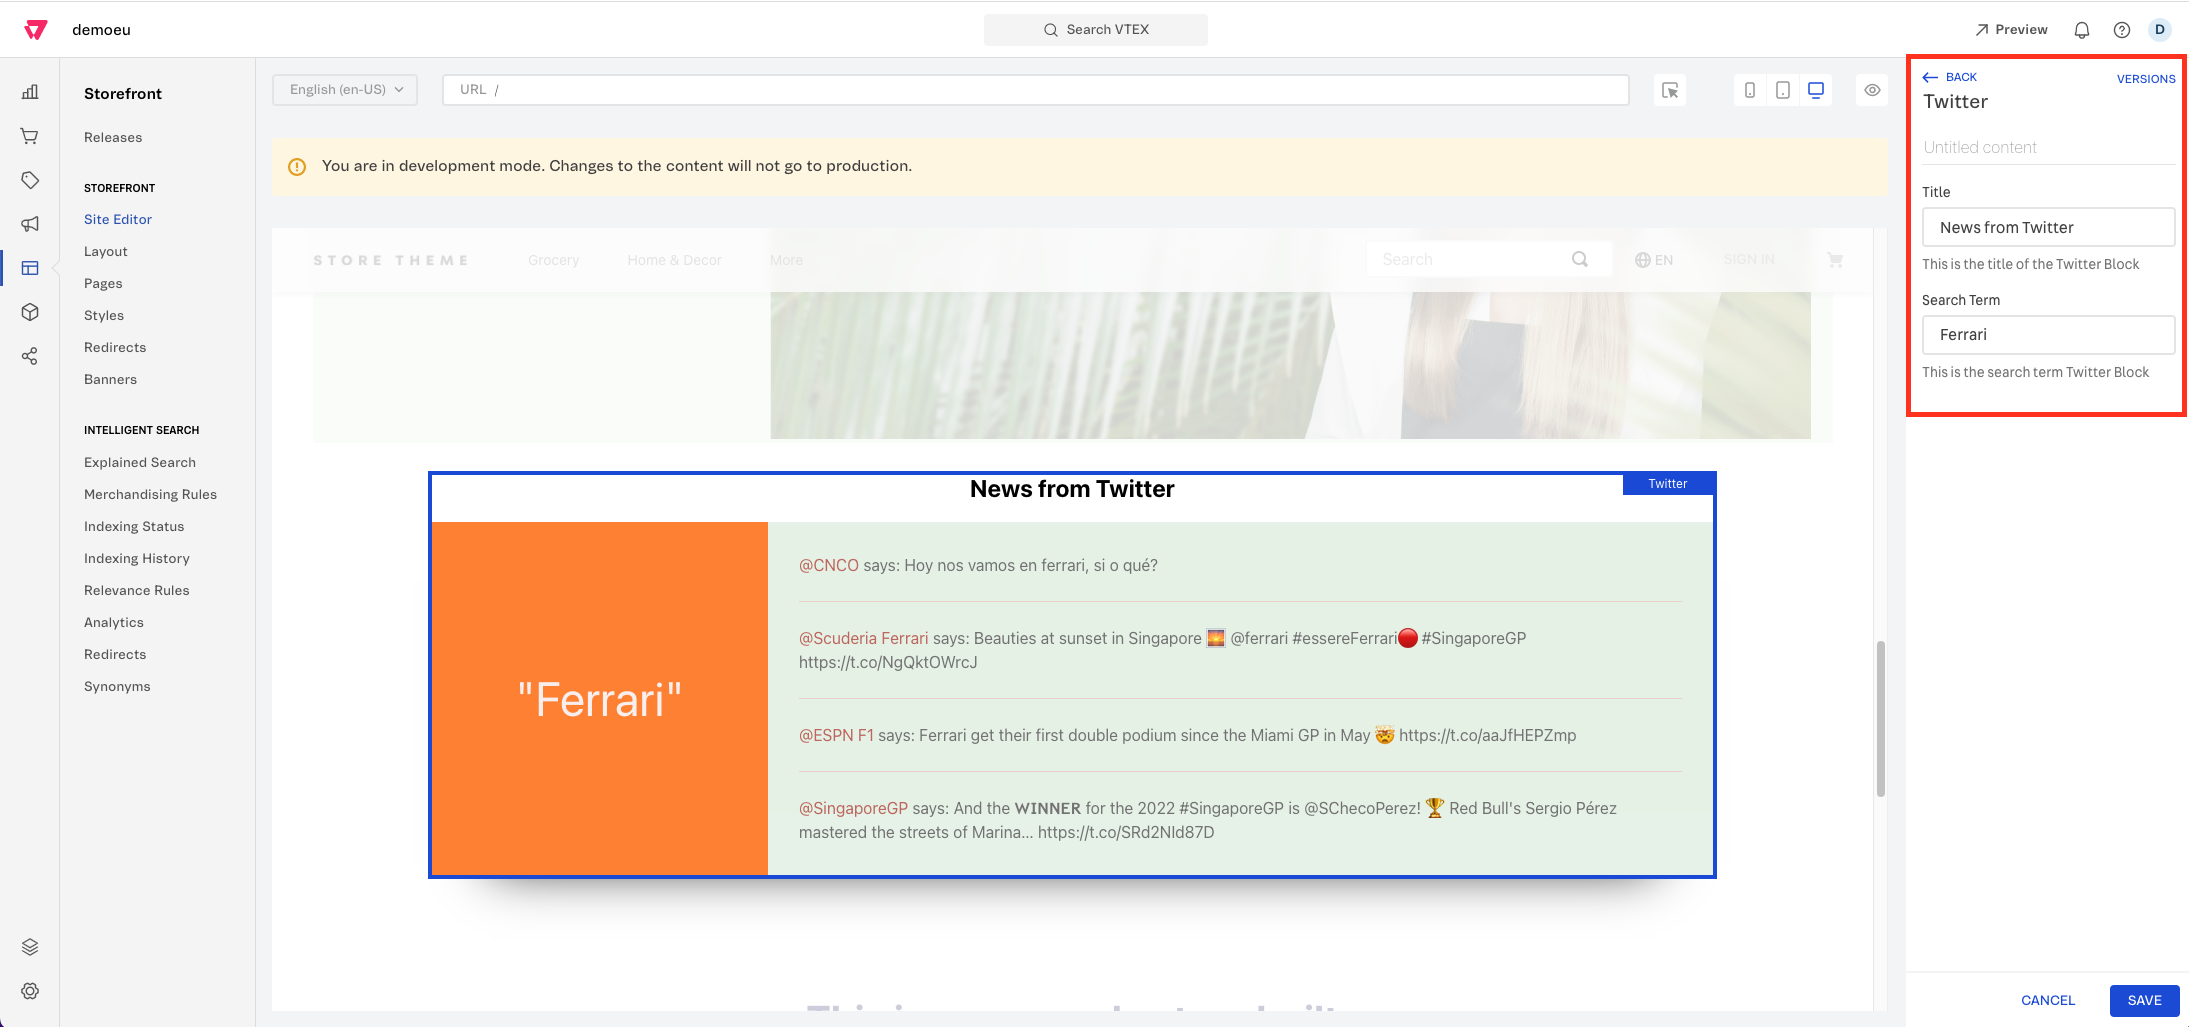 demoeu
Search VTEX
Preview
D
Storefront
Releases
STOREFRONT
Site Editor
Layout
Pages
Styles
Redirects
Banners
INTELLIGENT SEARCH
Explained Search
Merchandising Rules
Indexing Status
Indexing History
Relevance Rules
Analytics
Redirects
Synonyms
English (en-US)
URL /
You are in development mode. Changes to the content will not go to production.
STORE THEME
Grocery
Home & Decor
More
Search
EN
SIGN IN
News from Twitter
Twitter
"Ferrari"
@CNCO says: Hoy nos vamos en ferrari, si o qué?
@Scuderia Ferrari says: Beauties at sunset in Singapore 🌇 @ferrari #essereFerrari🔴 #SingaporeGP
https://t.co/NgQktOWrcJ
@ESPN F1 says: Ferrari get their first double podium since the Miami GP in May 🤯 https://t.co/aaJfHEPZmp
@SingaporeGP says: And the 𝗪𝗜𝗡𝗡𝗘𝗥 for the 2022 #SingaporeGP is @SChecoPerez! 🏆 Red Bull's Sergio Pérez
mastered the streets of Marina… https://t.co/SRd2NId87D
BACK
VERSIONS
Twitter
Untitled content
Title
News from Twitter
This is the title of the Twitter Block
Search Term
Ferrari
This is the search term Twitter Block
CANCEL
SAVE